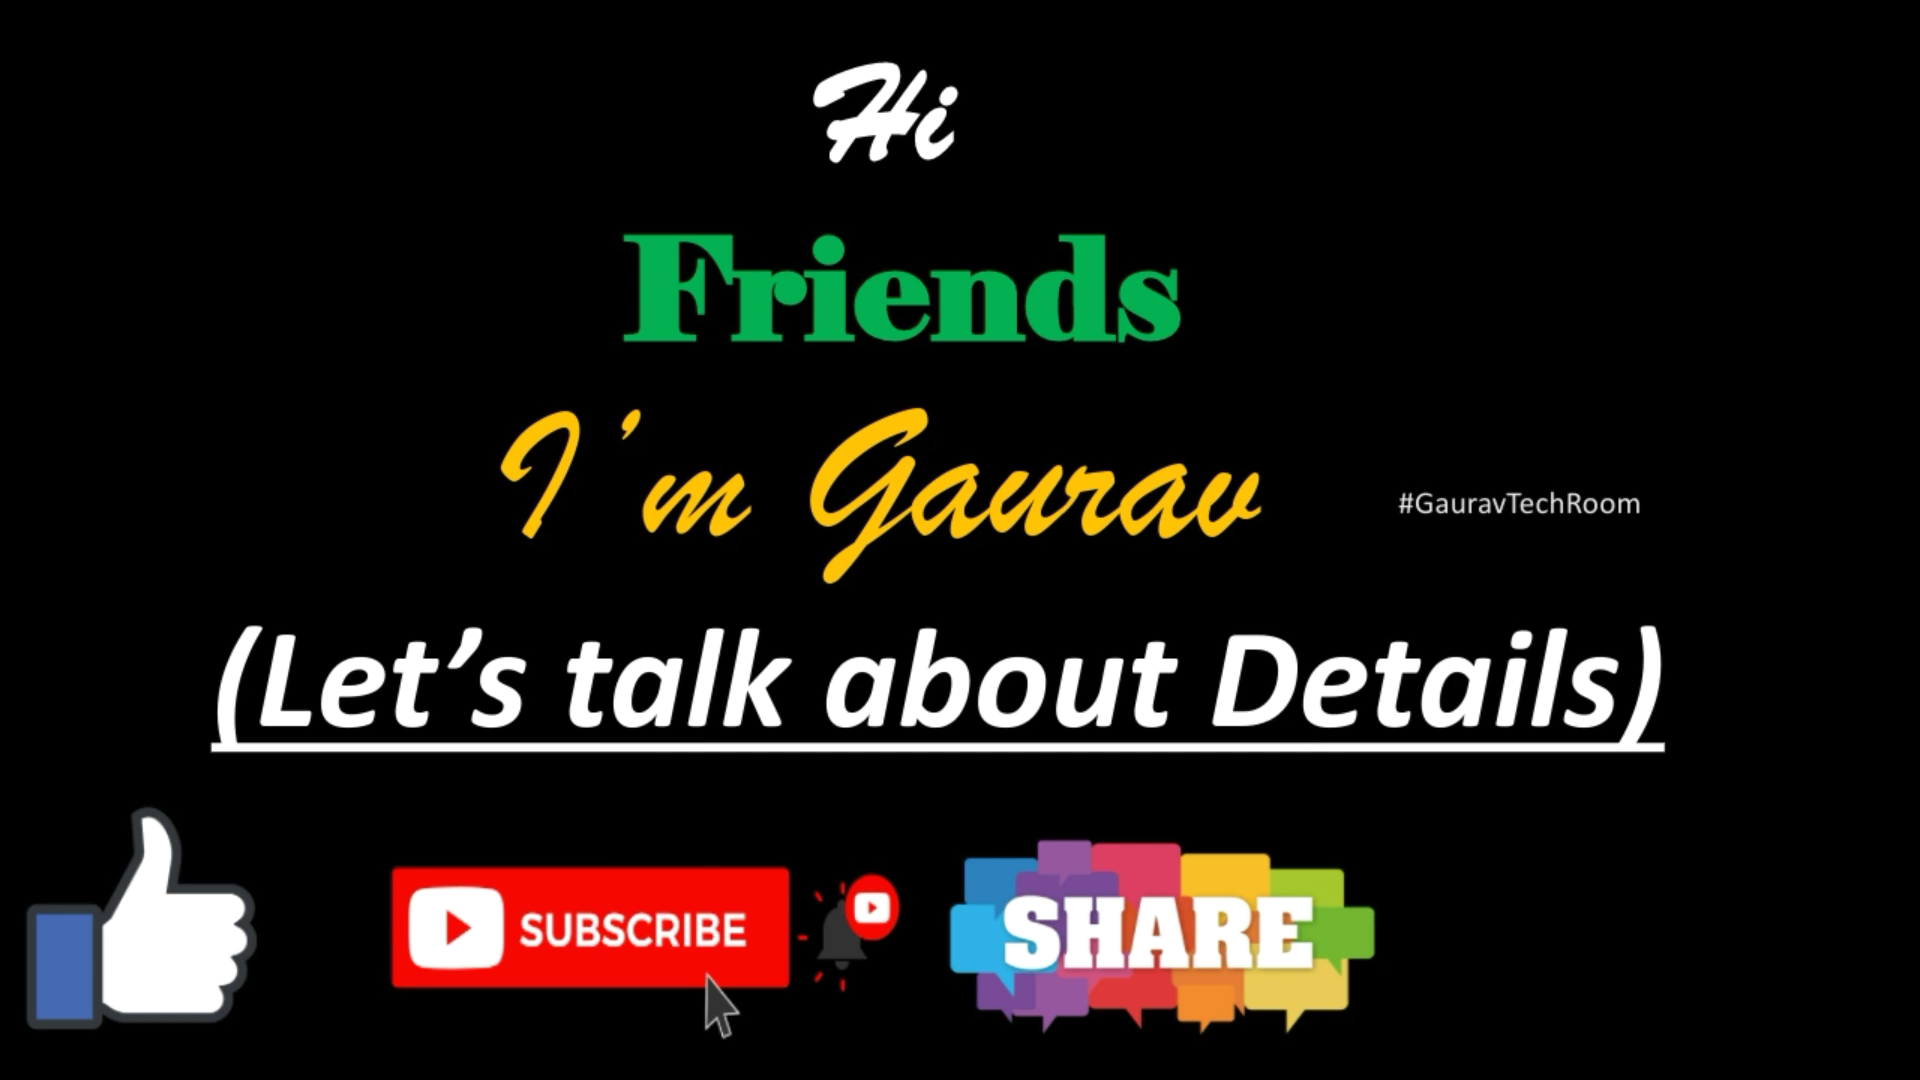 Hi
Friends
I'm Gaurav
#GauravTechRoom
(Let’s talk about Details)
SUBSCRIBE
SHARE